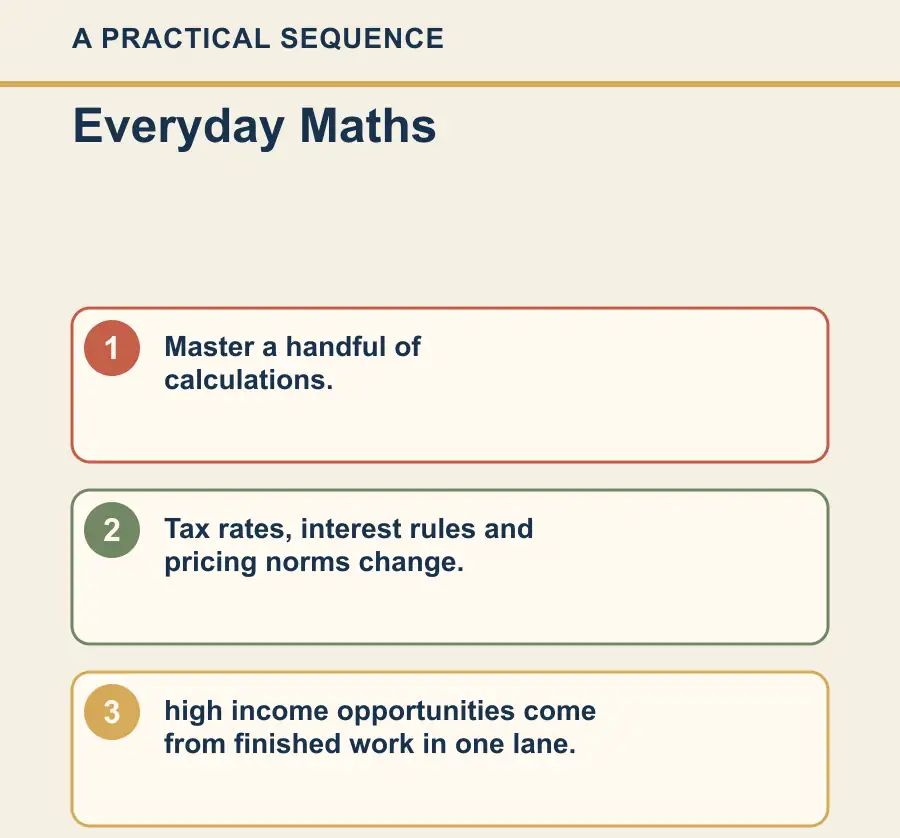 A PRACTICAL SEQUENCE
Everyday Maths
1
Master a handful of
calculations.
2
Tax rates, interest rules and
pricing norms change.
3
high income opportunities come
from finished work in one lane.